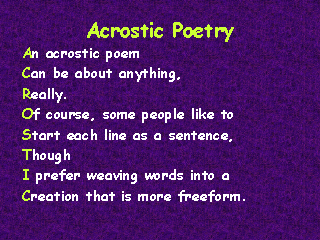 Acrostic Poetry
An acrostic poem
Can be about anything,
Really.
Of course, some people like to
Start each line as a sentence,
Though
I prefer weaving words into a
Creation that is more freeform.